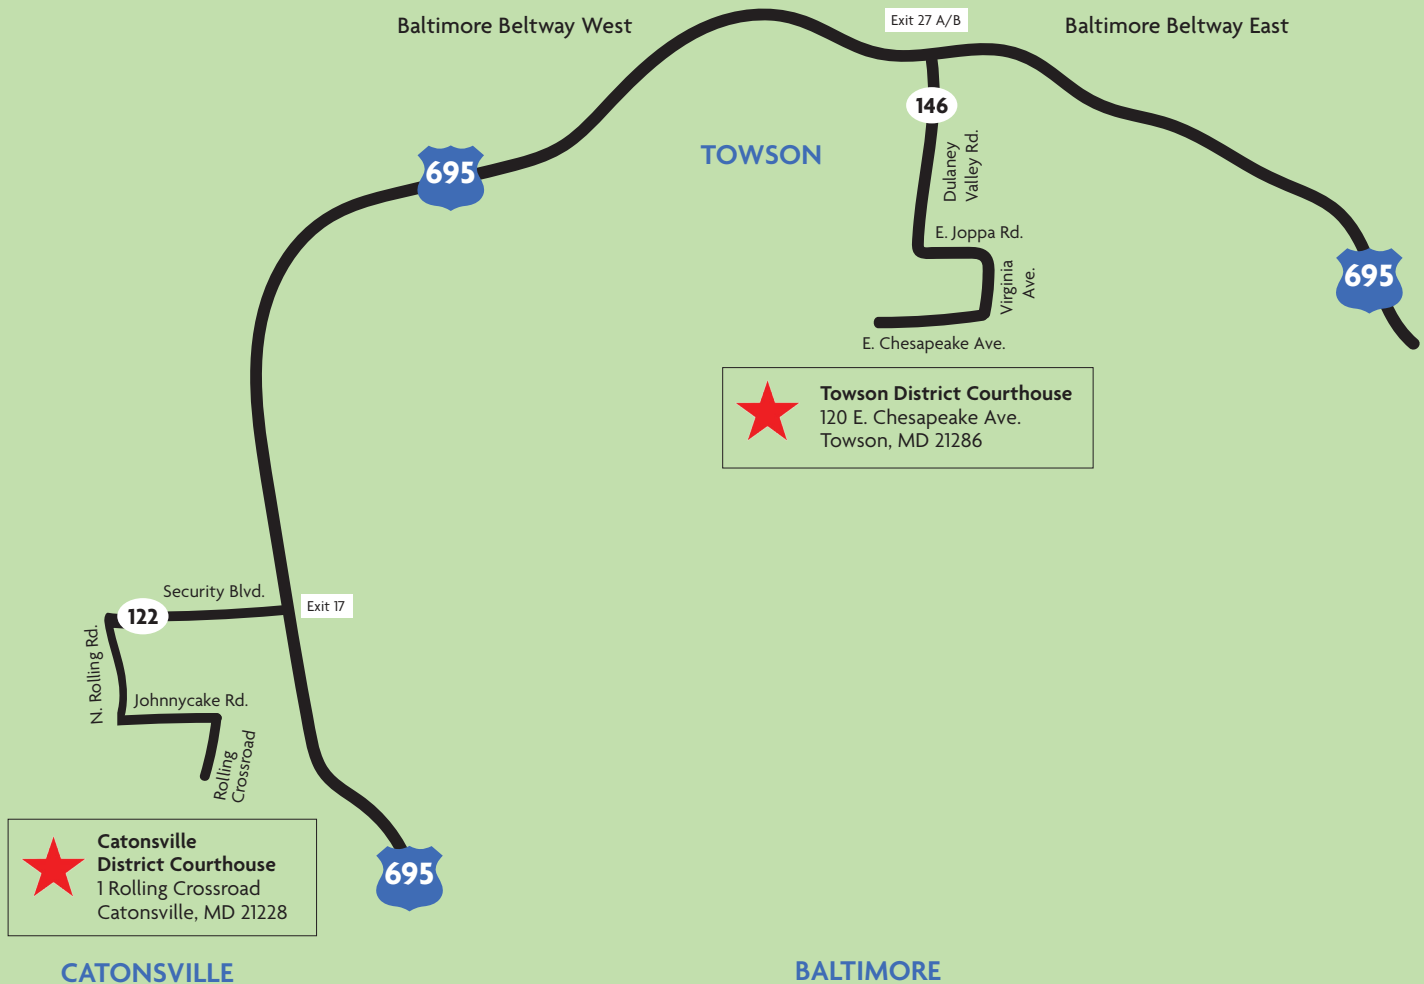 Baltimore Beltway West
Exit 27 A/B
Baltimore Beltway East
146
TOWSON
Dulaney
Valley Rd.
695
E. Joppa Rd.
Virginia
Ave.
695
E. Chesapeake Ave.
Towson District Courthouse
120 E. Chesapeake Ave.
Towson, MD 21286
Security Blvd.
Exit 17
122
N. Rolling Rd.
Johnnycake Rd.
Rolling
Crossroad
Catonsville
District Courthouse
1 Rolling Crossroad
Catonsville, MD 21228
695
CATONSVILLE
BALTIMORE